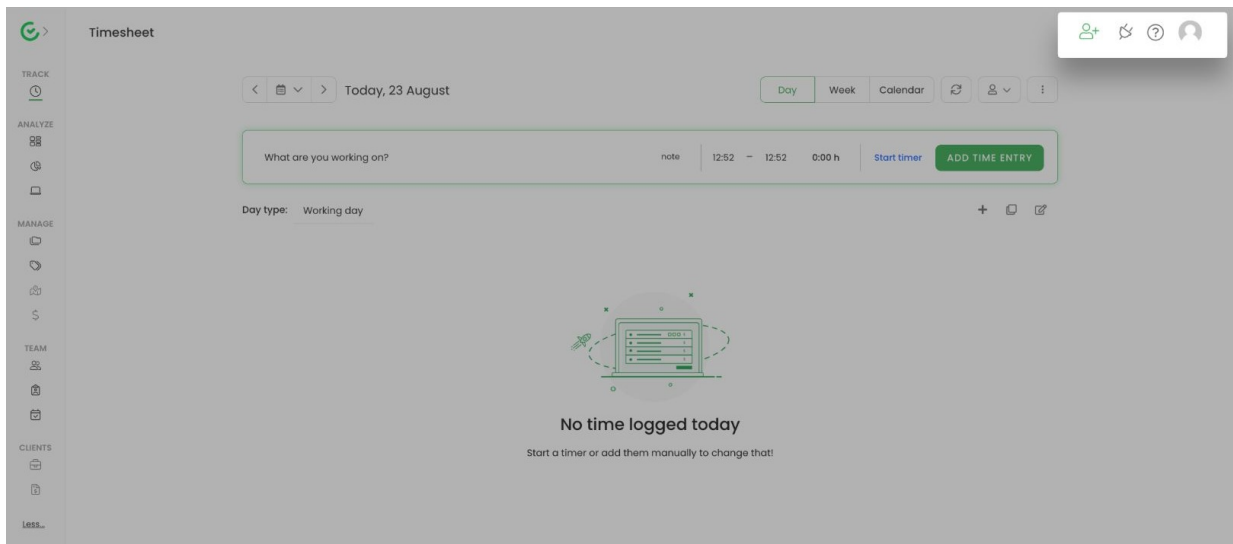 Timesheet
TRACK
ANALYZE
MANAGE
TEAM
CLIENTS
Less...
Today, 23 August
Day Week Calendar
What are you working on? note 12:52 – 12:52 0:00 h Start timer ADD TIME ENTRY
Day type: Working day
No time logged today
Start a timer or add them manually to change that!